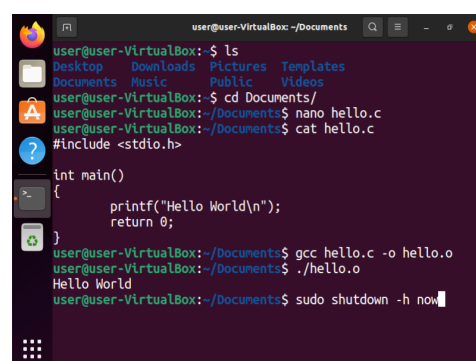 user@user-VirtualBox: ~/Documents
user@user-VirtualBox:~$ ls
Desktop Downloads Pictures Templates
Documents Music Public Videos
user@user-VirtualBox:~$ cd Documents/
user@user-VirtualBox:~/Documents$ nano hello.c
user@user-VirtualBox:~/Documents$ cat hello.c
#include <stdio.h>
int main()
{
printf("Hello World\n");
return 0;
}
user@user-VirtualBox:~/Documents$ gcc hello.c -o hello.o
user@user-VirtualBox:~/Documents$ ./hello.o
Hello World
user@user-VirtualBox:~/Documents$ sudo shutdown -h now